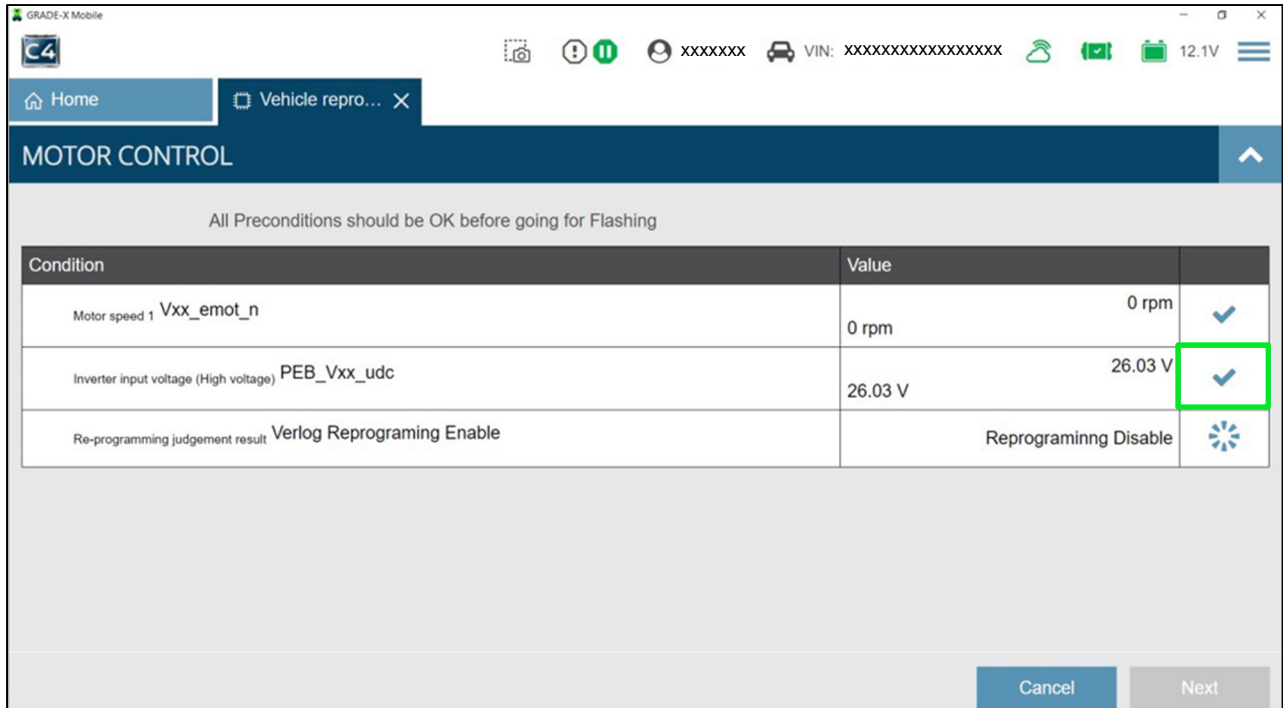 GRADE-X Mobile
C4 xxxxxxx VIN: xxxxxxxxxxxxxxxxx 12.1V
Home Vehicle repro...
MOTOR CONTROL
All Preconditions should be OK before going for Flashing
Condition Value
Motor speed 1 Vxx_emot_n 0 rpm
0 rpm
Inverter input voltage (High voltage) PEB_Vxx_udc 26.03 V
26.03 V
Re-programming judgement result Verlog Reprograming Enable Reprograminng Disable
Cancel Next